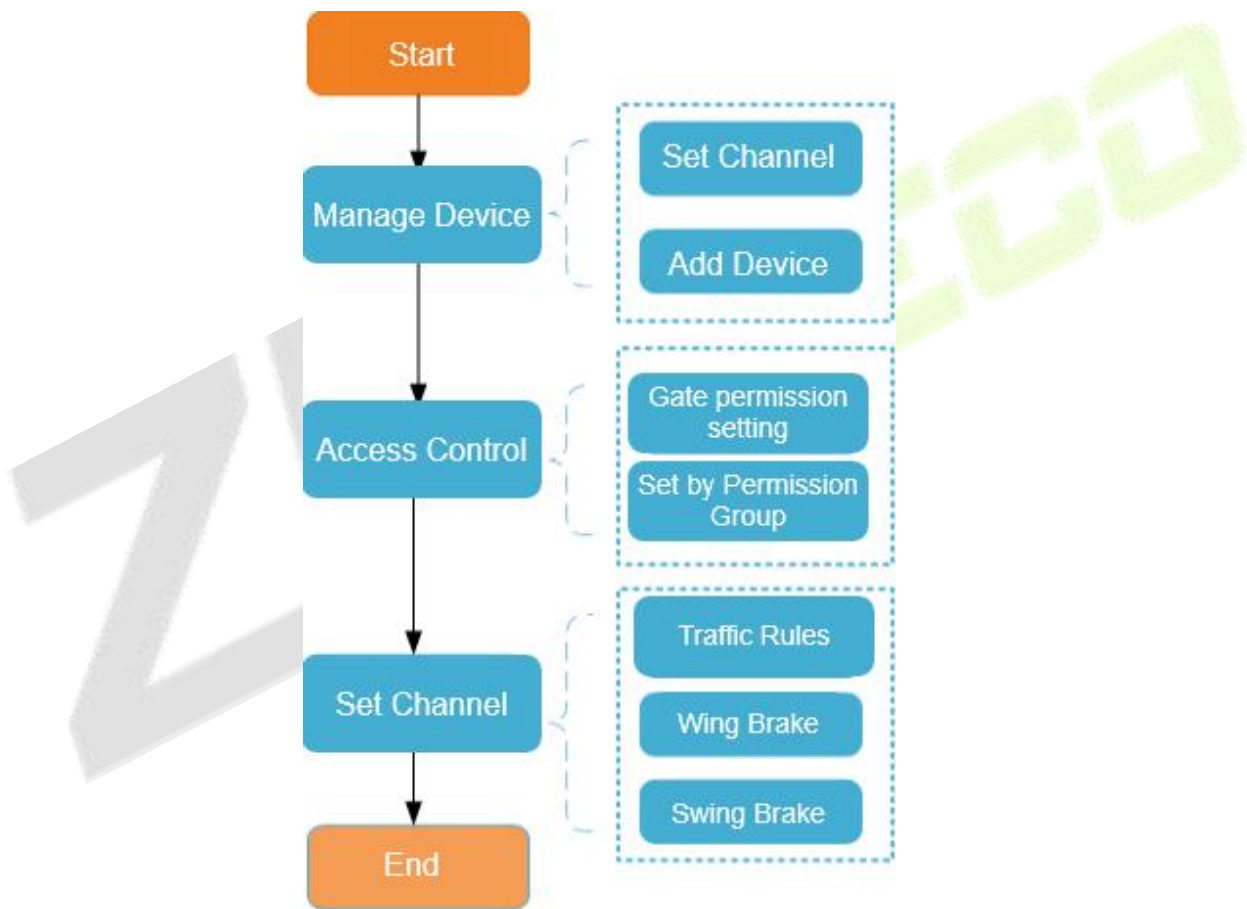 Start
Manage Device
Set Channel
Add Device
Access Control
Gate permission
setting
Set by Permission
Group
Set Channel
Traffic Rules
Wing Brake
Swing Brake
End